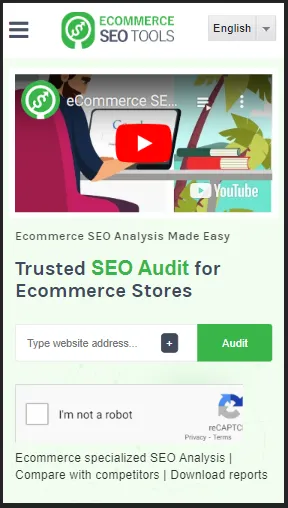 ECOMMERCE
SEO TOOLS
English
eCommerce SE...
YouTube
Ecommerce SEO Analysis Made Easy
Trusted SEO Audit for
Ecommerce Stores
Type website address...
+
Audit
I'm not a robot
reCAPTC
Privacy - Terms
Ecommerce specialized SEO Analysis |
Compare with competitors | Download reports